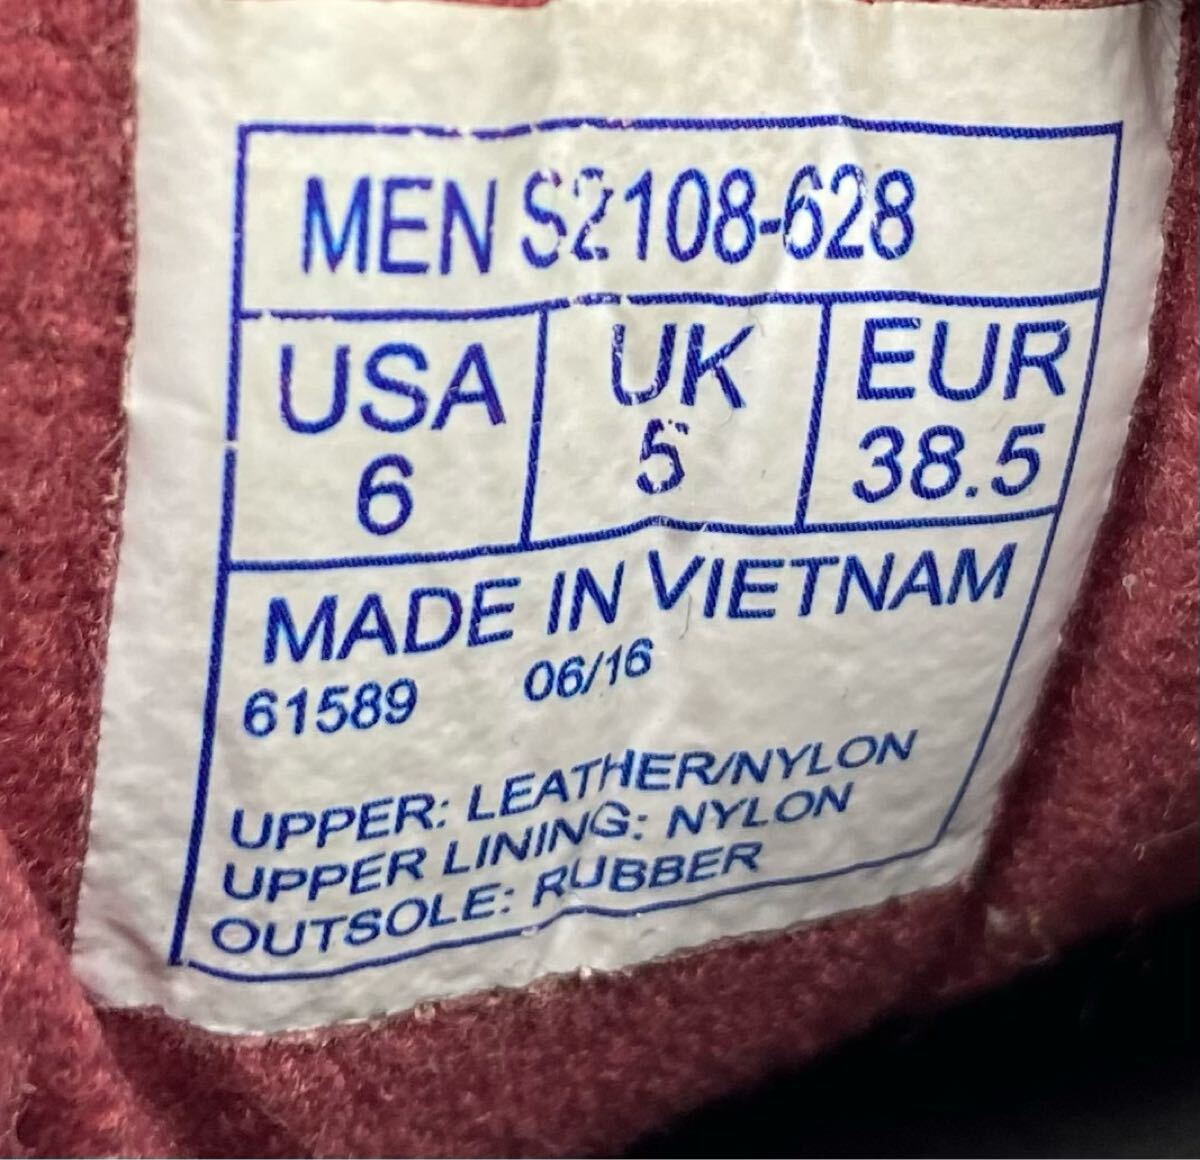 MEN S2108-628
USA UK EUR
6 5 38.5
MADE IN VIETNAM
61589 06/16
UPPER: LEATHER/NYLON
UPPER LINING: NYLON
OUTSOLE: RUBBER